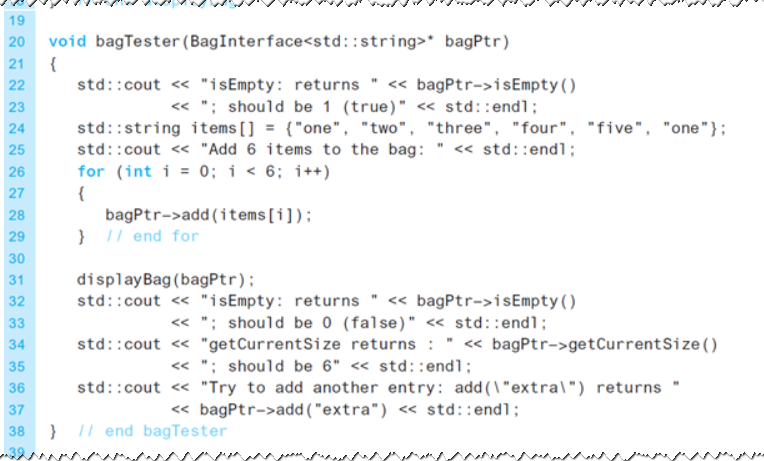 19
20 void bagTester(BagInterface<std::string>* bagPtr)
21 {
22 std::cout << "isEmpty: returns " << bagPtr->isEmpty()
23 << "; should be 1 (true)" << std::endl;
24 std::string items[] = {"one", "two", "three", "four", "five", "one"};
25 std::cout << "Add 6 items to the bag: " << std::endl;
26 for (int i = 0; i < 6; i++)
27 {
28 bagPtr->add(items[i]);
29 } // end for
30
31 displayBag(bagPtr);
32 std::cout << "isEmpty: returns " << bagPtr->isEmpty()
33 << "; should be 0 (false)" << std::endl;
34 std::cout << "getCurrentSize returns : " << bagPtr->getCurrentSize()
35 << "; should be 6" << std::endl;
36 std::cout << "Try to add another entry: add(\"extra\") returns "
37 << bagPtr->add("extra") << std::endl;
38 } // end bagTester
39